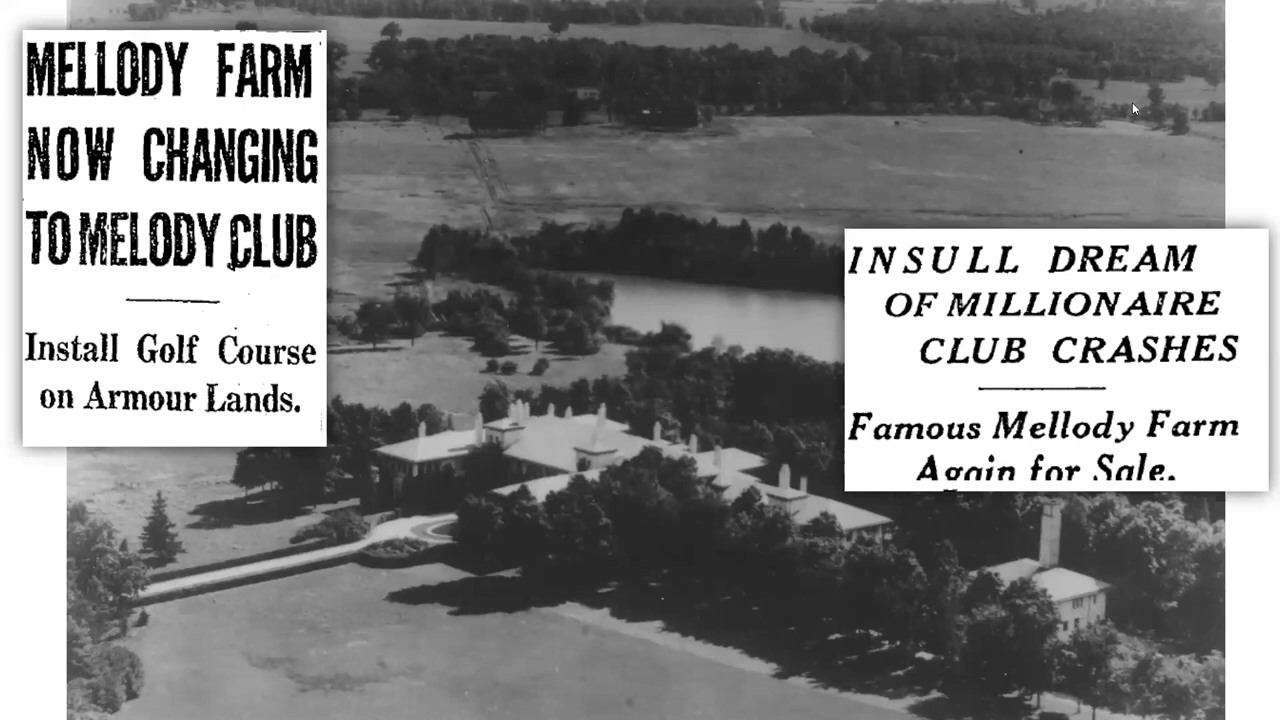 MELLODY FARM
NOW CHANGING
TO MELODY CLUB
Install Golf Course
on Armour Lands.
INSULL DREAM
OF MILLIONAIRE
CLUB CRASHES
Famous Mellody Farm
Again for Sale.